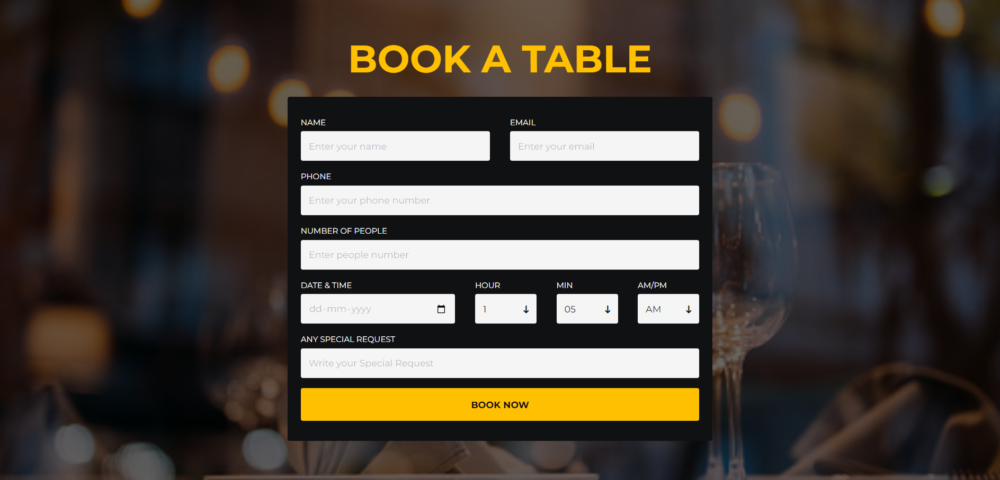 BOOK A TABLE
NAME
EMAIL
Enter your name
Enter your email
PHONE
Enter your phone number
NUMBER OF PEOPLE
Enter people number
DATE & TIME
HOUR
MIN
AM/PM
dd-mm-yyyy
1
05
AM
ANY SPECIAL REQUEST
Write your Special Request
BOOK NOW